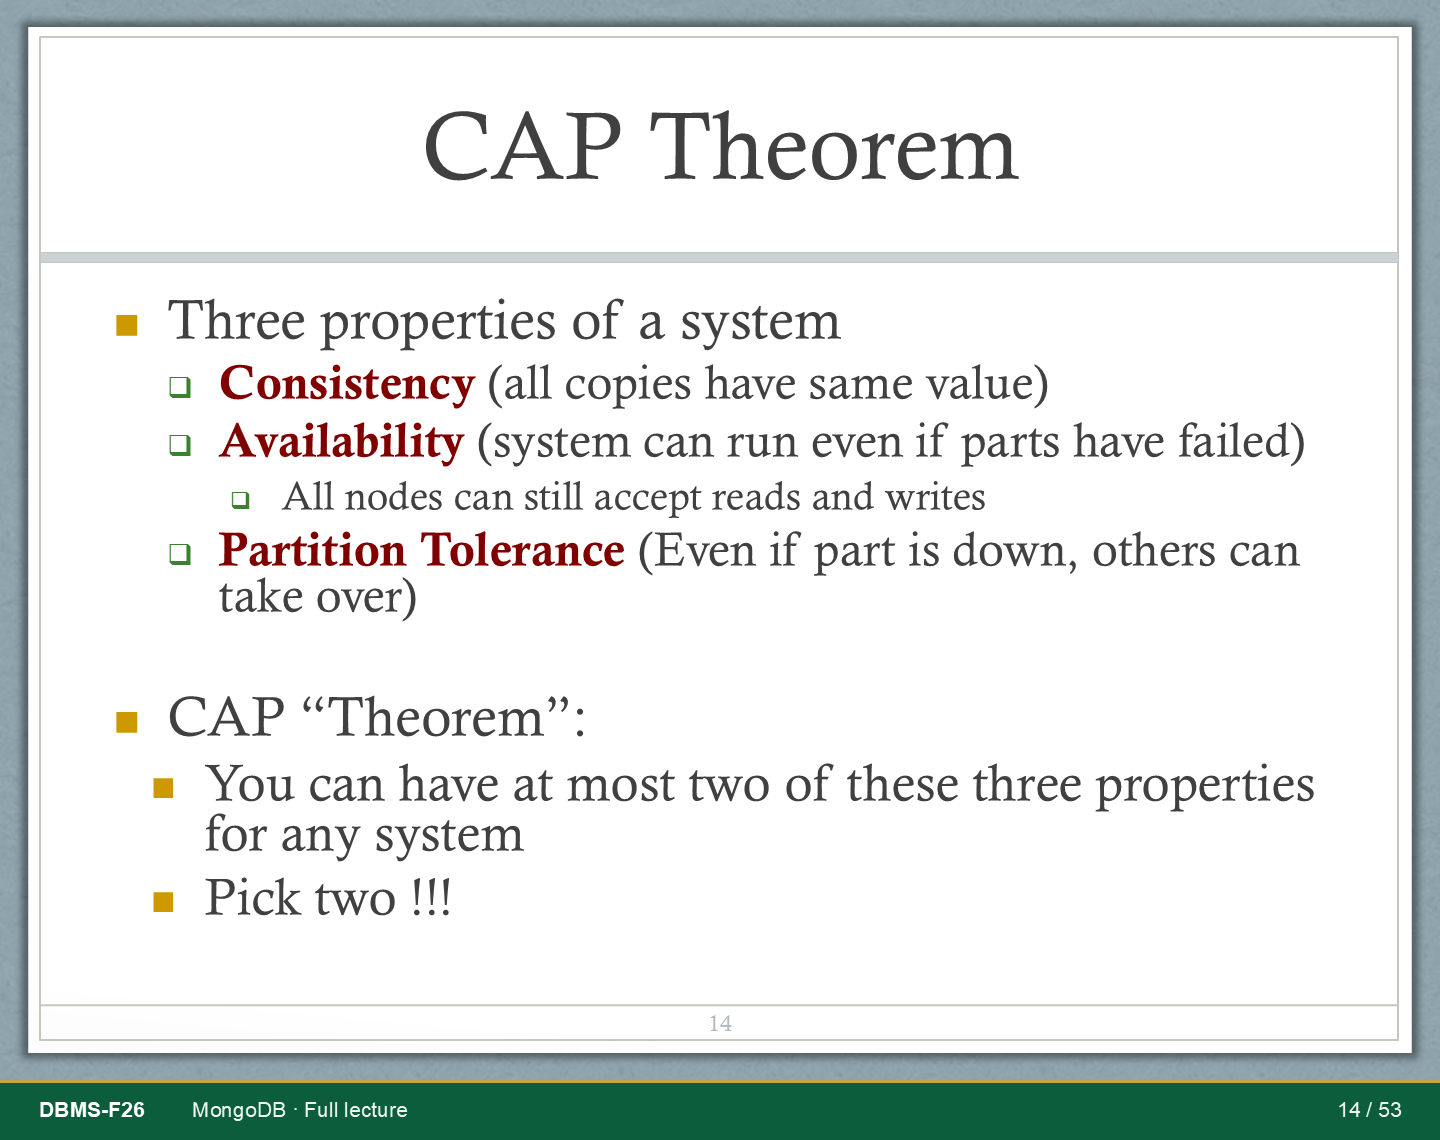 CAP Theorem
Three properties of a system
Consistency (all copies have same value)
Availability (system can run even if parts have failed)
All nodes can still accept reads and writes
Partition Tolerance (Even if part is down, others can
take over)
CAP “Theorem”:
You can have at most two of these three properties
for any system
Pick two !!!
14
DBMS-F26 MongoDB · Full lecture 14 / 53